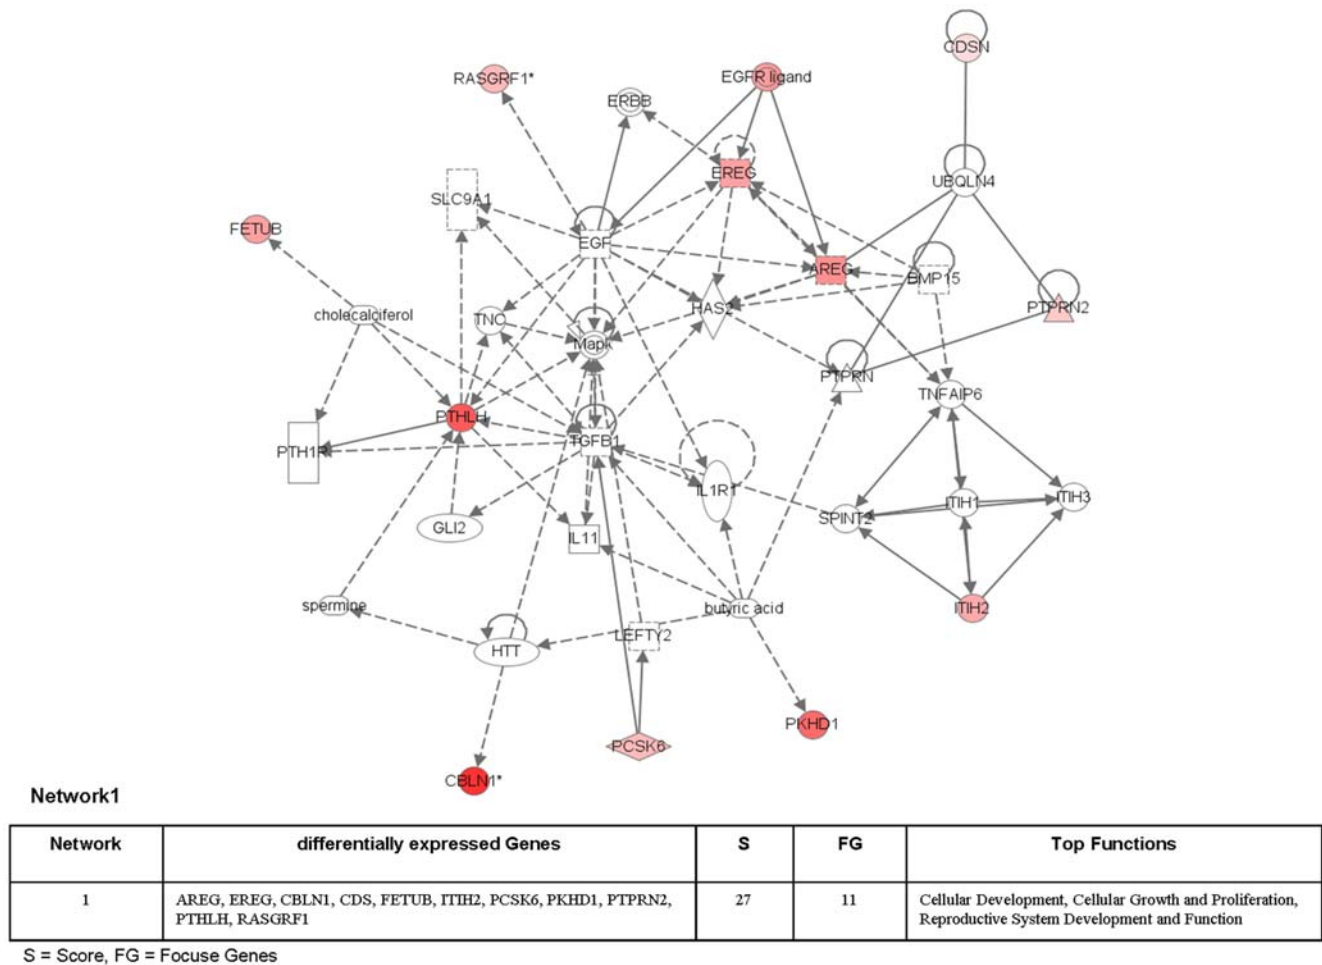 CDSN
RASGRF1*
EGFR ligand
ERBB
EREG
UBQLN4
SLC9A1
FETUB
EGF
AREG
BMP15
PTPRN2
HAS2
cholecalciferol
TNC
Mapk
PTPRN
TNFAIP6
PTHLH
TGFB1
PTH1R
IL1R1
ITIH1
ITIH3
SPINT2
GLI2
IL11
spermine
butyric acid
ITIH2
LEFTY2
HTT
PKHD1
PCSK6
CBLN1*
Network1
Network differentially expressed Genes S FG Top Functions
1 AREG, EREG, CBLN1, CDS, FETUB, ITIH2, PCSK6, PKHD1, PTPRN2, 27 11 Cellular Development, Cellular Growth and Proliferation,
PTHLH, RASGRF1 Reproductive System Development and Function
S = Score, FG = Focuse Genes